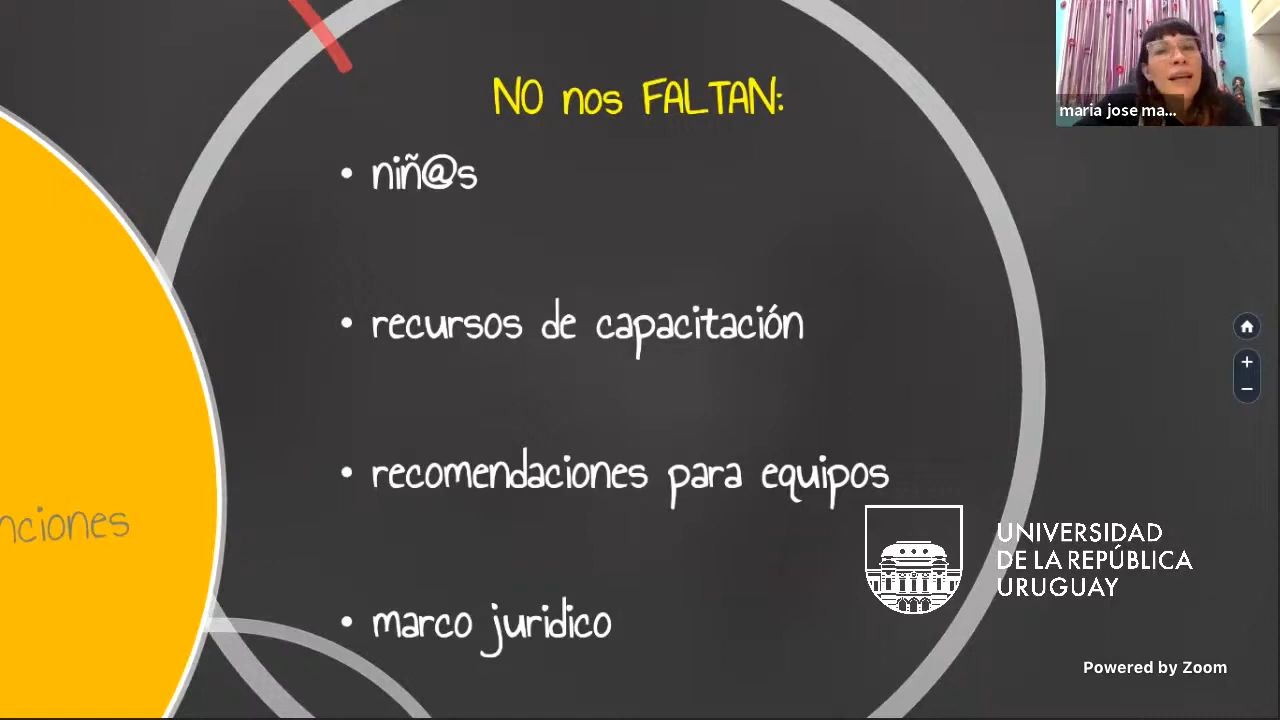 NO nos FALTAN:
maria jose ma...
• niñ@s
• recursos de capacitación
• recomendaciones para equipos
nciones
UNIVERSIDAD
DE LA REPÚBLICA
URUGUAY
• marco juridico
Powered by Zoom